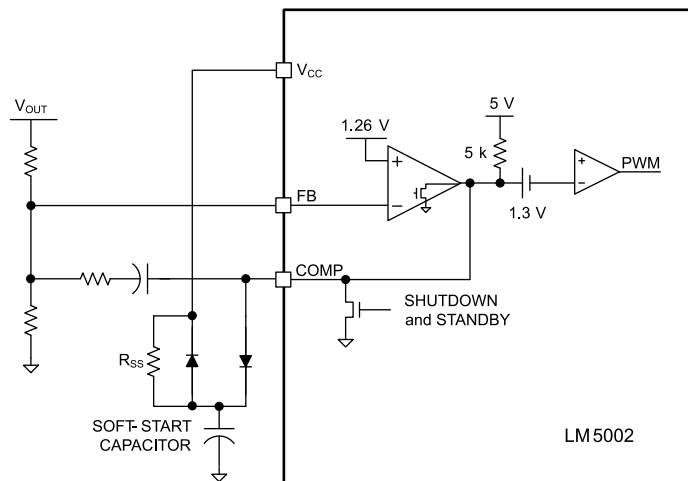 V_CC
V_OUT
5 V
1.26 V
5 k
+
+
PWM
FB
−
−
1.3 V
COMP
SHUTDOWN
and STANDBY
R_SS
SOFT-START
CAPACITOR
LM5002